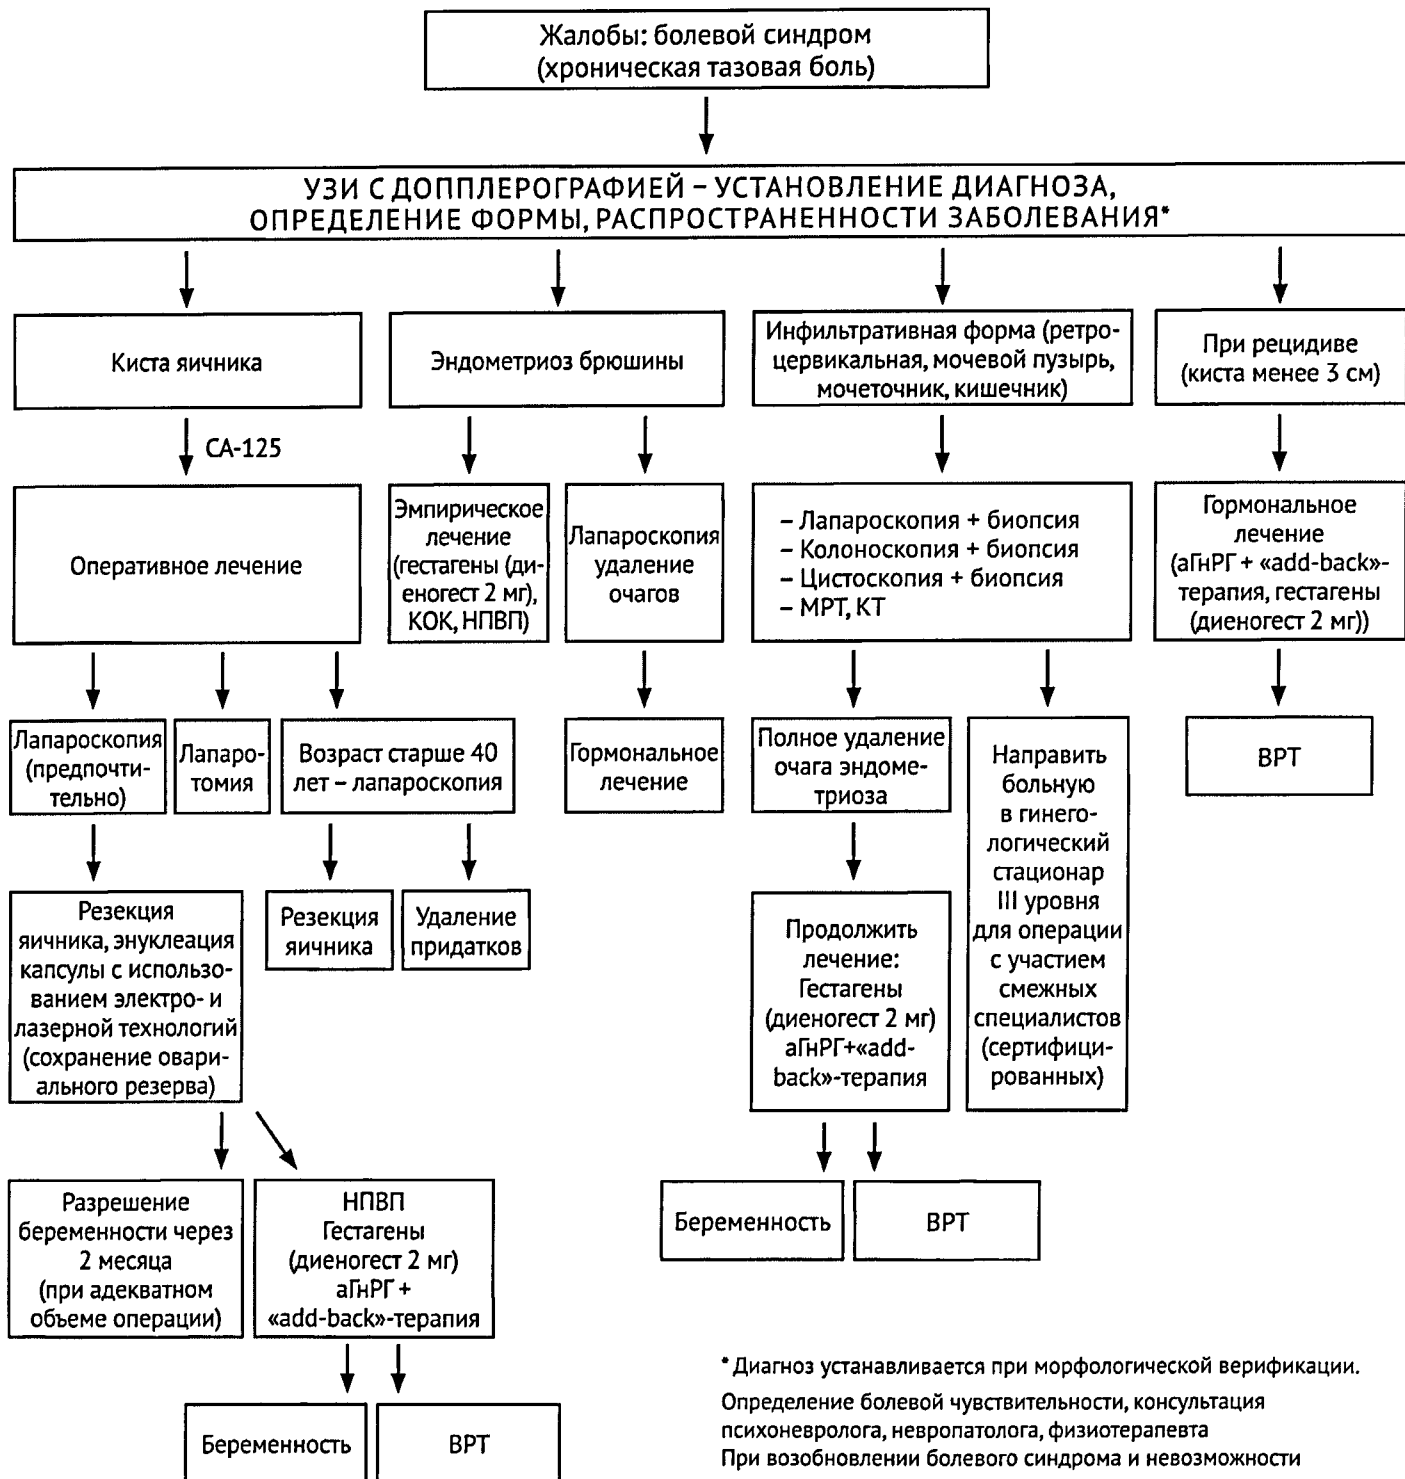 Жалобы: болевой синдром
(хроническая тазовая боль)
УЗИ С ДОППЛЕРОГРАФИЕЙ – УСТАНОВЛЕНИЕ ДИАГНОЗА,
ОПРЕДЕЛЕНИЕ ФОРМЫ, РАСПРОСТРАНЕННОСТИ ЗАБОЛЕВАНИЯ*
Киста яичника
Эндометриоз брюшины
Инфильтративная форма (ретро-
цервикальная, мочевой пузырь,
мочеточник, кишечник)
При рецидиве
(киста менее 3 см)
СА-125
Оперативное лечение
Эмпирическое
лечение
(гестагены (ди-
еногест 2 мг),
КОК, НПВП)
Лапароскопия
удаление
очагов
– Лапароскопия + биопсия
– Колоноскопия + биопсия
– Цистоскопия + биопсия
– МРТ, КТ
Гормональное
лечение
(аГнРГ + «add-back»-
терапия, гестагены
(диеногест 2 мг))
Лапароскопия
(предпочти-
тельно)
Лапаро-
томия
Возраст старше 40
лет – лапароскопия
Гормональное
лечение
Полное удаление
очага эндоме-
триоза
Направить
больную
в гинего-
логический
стационар
III уровня
для операции
с участием
смежных
специалистов
(сертифици-
рованных)
ВРТ
Резекция
яичника, энуклеация
капсулы с использо-
ванием электро- и
лазерной технологий
(сохранение овари-
ального резерва)
Резекция
яичника
Удаление
придатков
Продолжить
лечение:
Гестагены
(диеногест 2 мг)
аГнРГ+«add-
back»-терапия
Разрешение
беременности через
2 месяца
(при адекватном
объеме операции)
НПВП
Гестагены
(диеногест 2 мг)
аГнРГ +
«add-back»-терапия
Беременность
ВРТ
Беременность
ВРТ
* Диагноз устанавливается при морфологической верификации.
Определение болевой чувствительности, консультация
психоневролога, невропатолога, физиотерапевта
При возобновлении болевого синдрома и невозможности